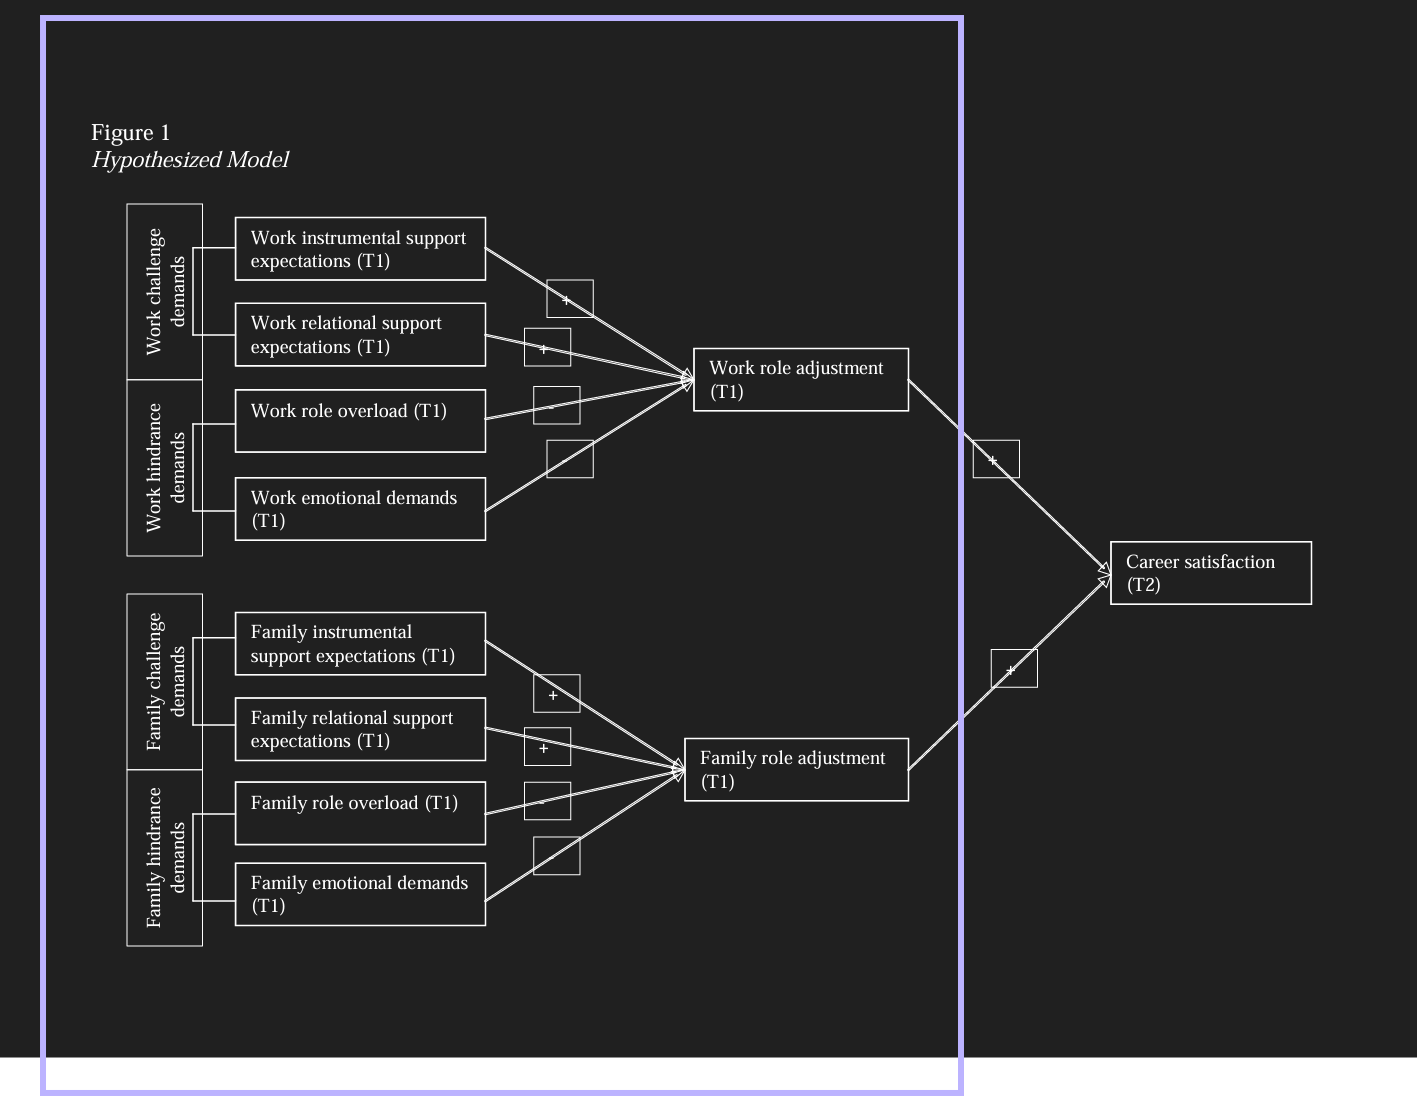 Figure 1
Hypothesized Model
Work challenge
demands
Work instrumental support
expectations (T1)
+
Work relational support
expectations (T1)
+
Work hindrance
demands
Work role overload (T1)
-
Work emotional demands
(T1)
-
Work role adjustment
(T1)
+
Family challenge
demands
Family instrumental
support expectations (T1)
+
Family relational support
expectations (T1)
+
Family hindrance
demands
Family role overload (T1)
-
Family emotional demands
(T1)
-
Family role adjustment
(T1)
+
Career satisfaction
(T2)